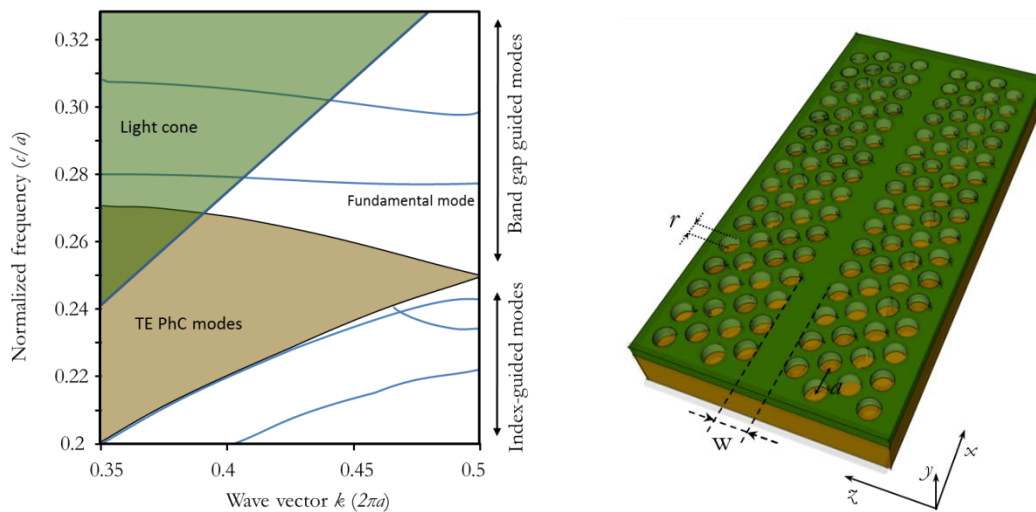 Normalized frequency (c/a)
0.32
0.30
0.28
0.26
0.24
0.22
0.2
Light cone
Fundamental mode
TE PhC modes
0.35
0.4
0.45
0.5
Wave vector k (2πa)
Band gap guided modes
Index-guided modes
r
a
W
x
y
z